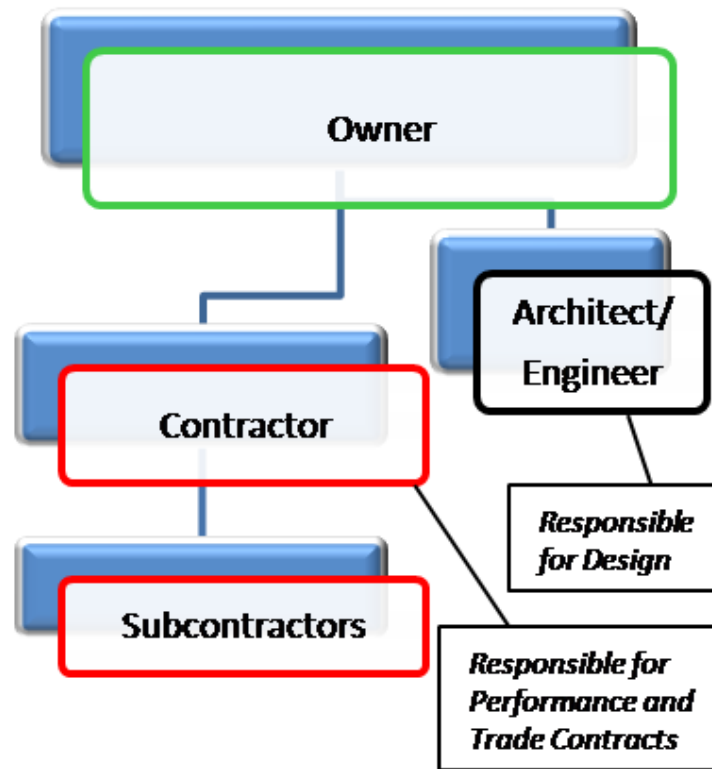 Owner
Architect/
Engineer
Contractor
Responsible
for Design
Subcontractors
Responsible for
Performance and
Trade Contracts